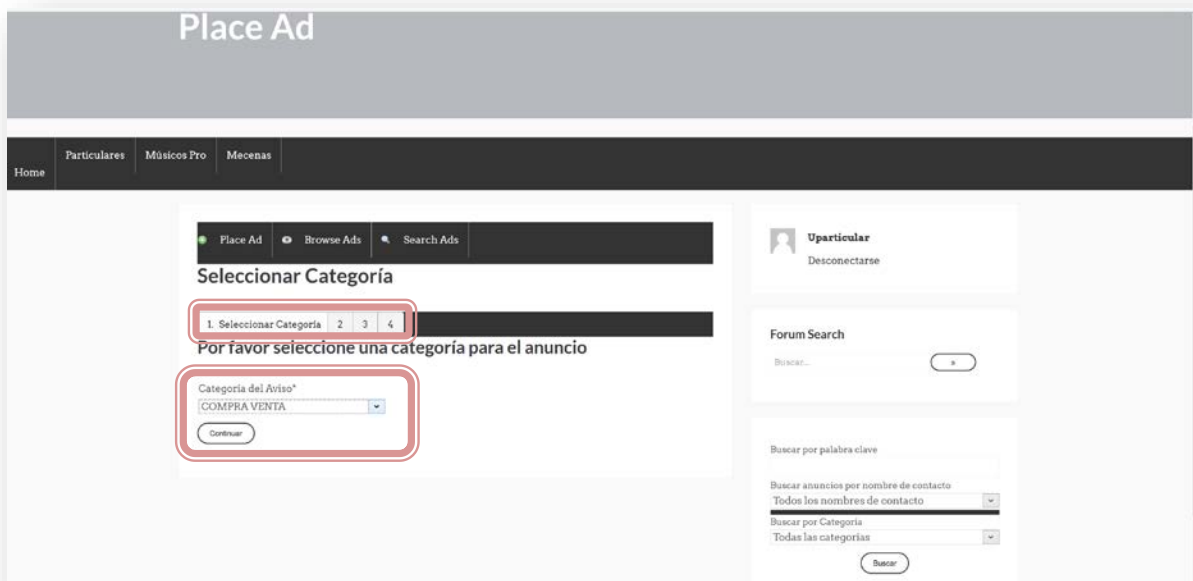 Place Ad
Home
Particulares
Músicos Pro
Mecenas
Place Ad
Browse Ads
Search Ads
Seleccionar Categoría
1. Seleccionar Categoría 2 3 4
Por favor seleccione una categoría para el anuncio
Categoría del Aviso*
COMPRA VENTA
Continuar
Uparticular
Desconectarse
Forum Search
Buscar... »
Buscar por palabra clave
Buscar anuncios por nombre de contacto
Todos los nombres de contacto
Buscar por Categoria
Todas las categorias
Buscar